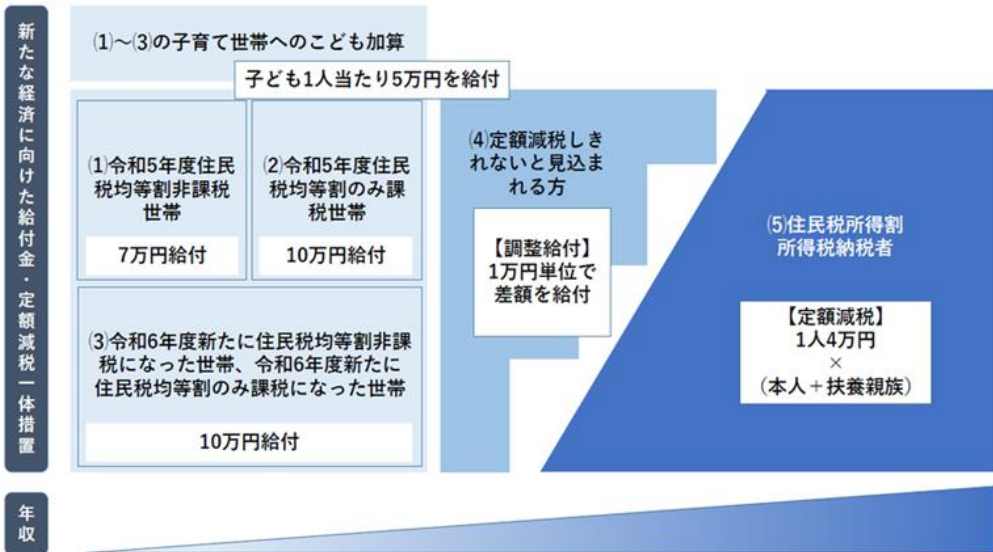 新たな経済に向けた給付金・定額減税一体措置
⑴～⑶の子育て世帯へのこども加算
子ども1人当たり5万円を給付
⑴令和5年度住民
税均等割非課税
世帯
7万円給付
⑵令和5年度住民
税均等割のみ課
税世帯
10万円給付
⑶令和6年度新たに住民税均等割非課
税になった世帯、令和6年度新たに
住民税均等割のみ課税になった世帯
10万円給付
⑷定額減税しき
れないと見込ま
れる方
【調整給付】
1万円単位で
差額を給付
⑸住民税所得割
所得税納税者
【定額減税】
1人4万円
×
（本人＋扶養親族）
年収